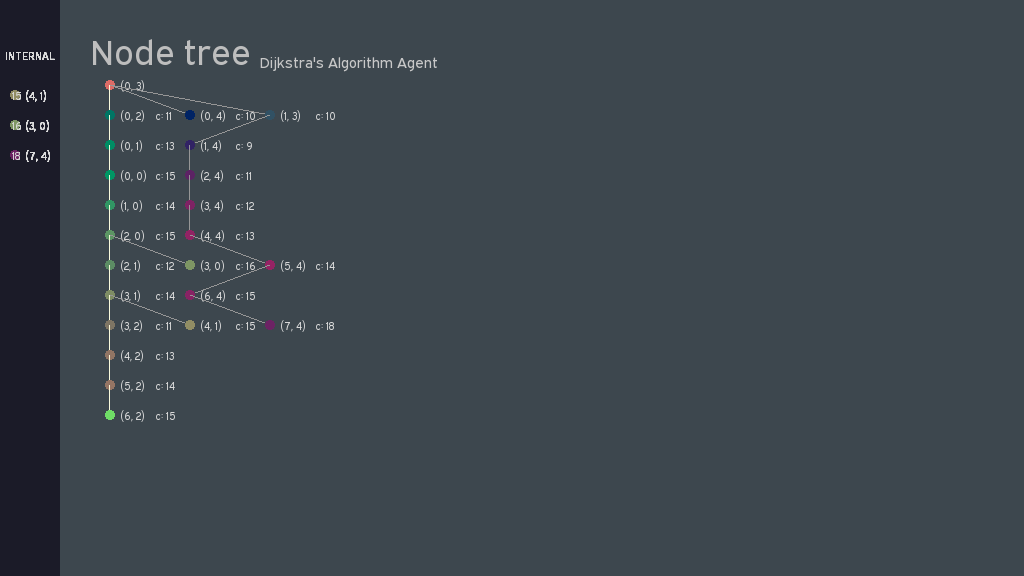 INTERNAL
15 (4, 1)
16 (3, 0)
18 (7, 4)
Node tree Dijkstra's Algorithm Agent
(0, 3)
(0, 2) c: 11 (0, 4) c: 10 (1, 3) c: 10
(0, 1) c: 13 (1, 4) c: 9
(0, 0) c: 15 (2, 4) c: 11
(1, 0) c: 14 (3, 4) c: 12
(2, 0) c: 15 (4, 4) c: 13
(2, 1) c: 12 (3, 0) c: 16 (5, 4) c: 14
(3, 1) c: 14 (6, 4) c: 15
(3, 2) c: 11 (4, 1) c: 15 (7, 4) c: 18
(4, 2) c: 13
(5, 2) c: 14
(6, 2) c: 15